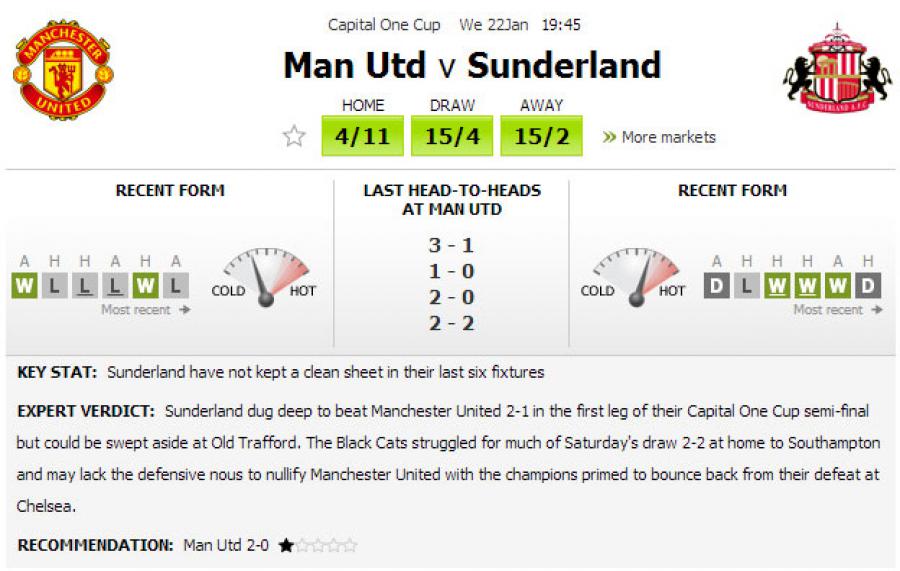 Capital One Cup We 22Jan 19:45
MANCHESTER
UNITED
Man Utd v Sunderland
SUNDERLAND A.F.C
HOME DRAW AWAY
4/11 15/4 15/2 » More markets
RECENT FORM
A H H A H A
W L L L W L
Most recent
COLD HOT
LAST HEAD-TO-HEADS
AT MAN UTD
3 - 1
1 - 0
2 - 0
2 - 2
RECENT FORM
COLD HOT
A H H H A H
D L W W W D
Most recent
KEY STAT: Sunderland have not kept a clean sheet in their last six fixtures
EXPERT VERDICT: Sunderland dug deep to beat Manchester United 2-1 in the first leg of their Capital One Cup semi-final
but could be swept aside at Old Trafford. The Black Cats struggled for much of Saturday's draw 2-2 at home to Southampton
and may lack the defensive nous to nullify Manchester United with the champions primed to bounce back from their defeat at
Chelsea.
RECOMMENDATION: Man Utd 2-0